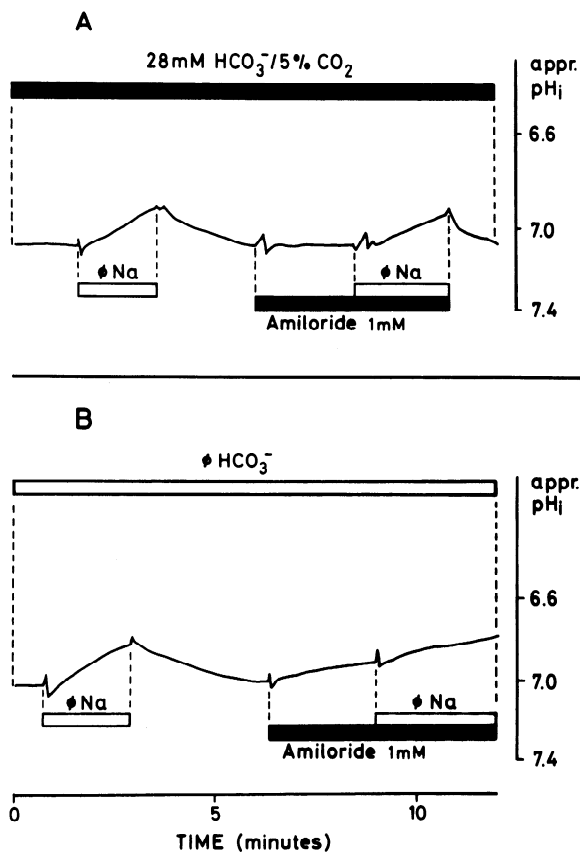 A
28mM HCO₃⁻/5% CO₂
appr.
pHᵢ
6.6
7.0
7.4
ϕ Na
ϕ Na
Amiloride 1mM
B
ϕ HCO₃⁻
appr.
pHᵢ
6.6
7.0
7.4
ϕ Na
ϕ Na
Amiloride 1mM
0
5
10
TIME (minutes)